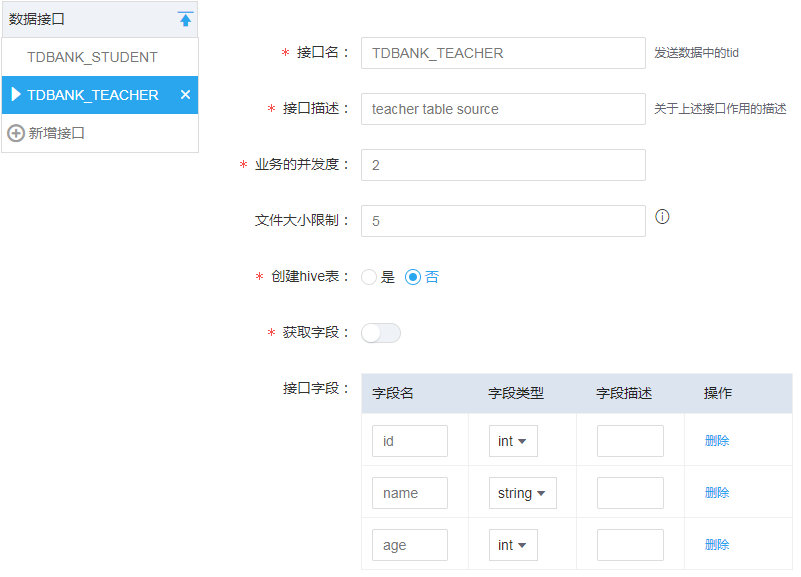 数据接口
TDBANK_STUDENT
TDBANK_TEACHER ×
新增接口
* 接口名： TDBANK_TEACHER 发送数据中的tid
* 接口描述： teacher table source 关于上述接口作用的描述
* 业务的并发度： 2
文件大小限制： 5
* 创建hive表： 是 否
* 获取字段：
接口字段： 字段名 字段类型 字段描述 操作
id int 删除
name string 删除
age int 删除